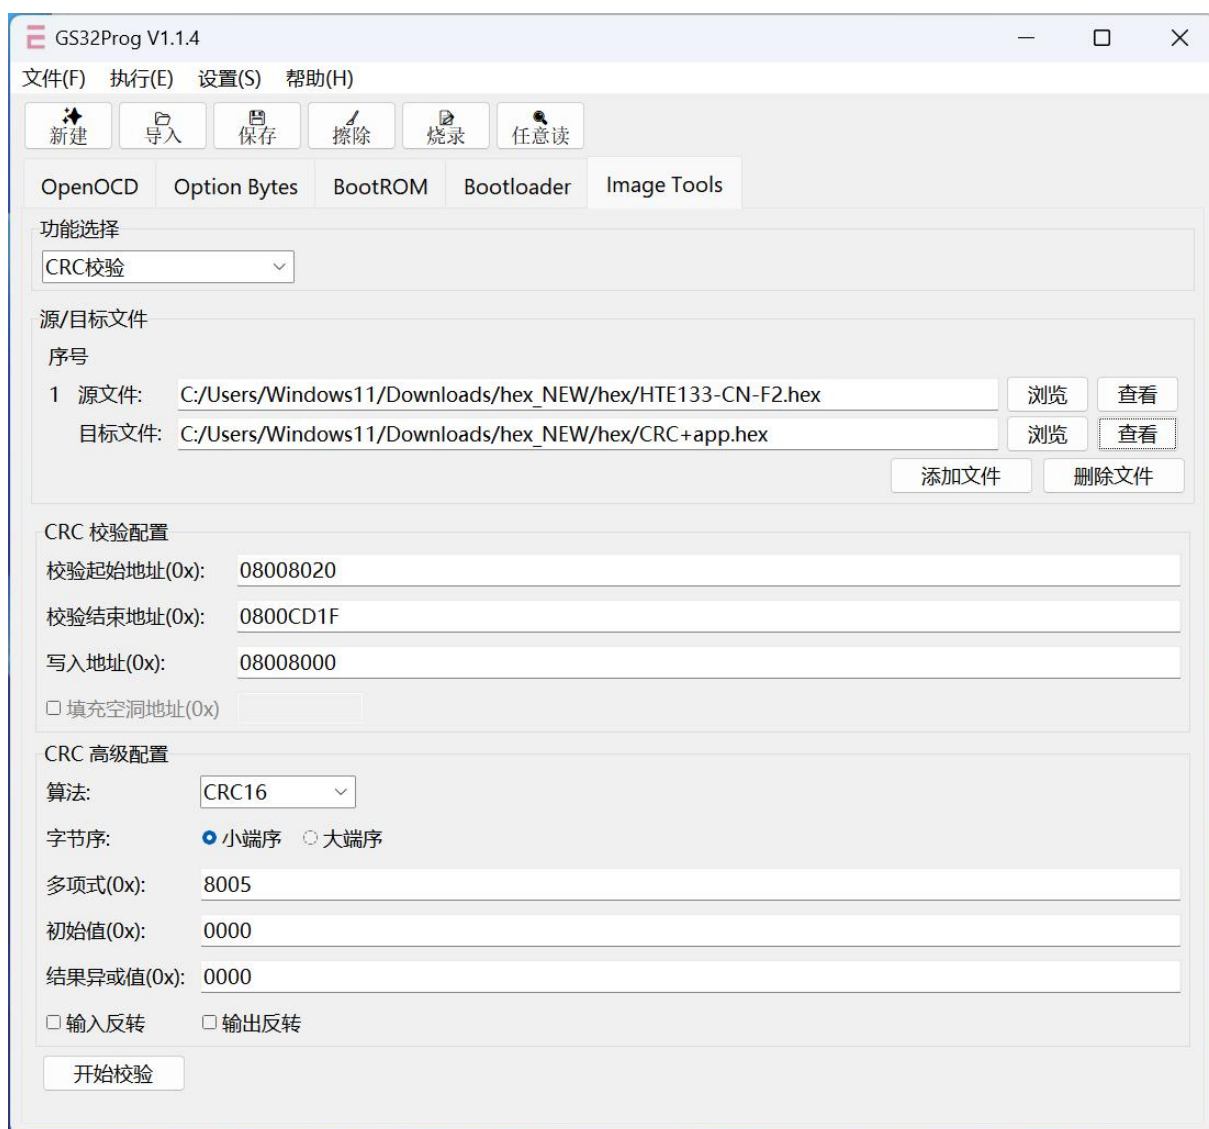 GS32Prog V1.1.4
文件(F) 执行(E) 设置(S) 帮助(H)
新建 导入 保存 擦除 烧录 任意读
OpenOCD Option Bytes BootROM Bootloader Image Tools
功能选择
CRC校验
源/目标文件
序号
1 源文件: C:/Users/Windows11/Downloads/hex_NEW/hex/HTE133-CN-F2.hex 浏览 查看
目标文件: C:/Users/Windows11/Downloads/hex_NEW/hex/CRC+app.hex 浏览 查看
添加文件 删除文件
CRC 校验配置
校验起始地址(0x): 08008020
校验结束地址(0x): 0800CD1F
写入地址(0x): 08008000
填充空洞地址(0x)
CRC 高级配置
算法: CRC16
字节序: 小端序 大端序
多项式(0x): 8005
初始值(0x): 0000
结果异或值(0x): 0000
输入反转 输出反转
开始校验